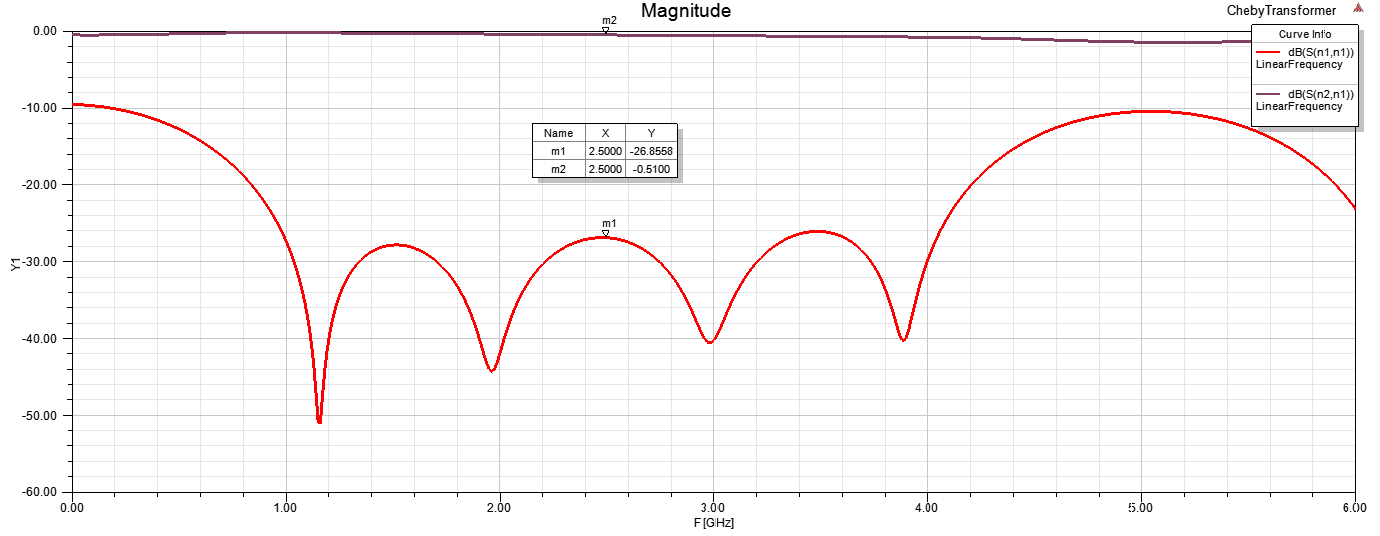 Magnitude
ChebyTransformer
m2
Curve Info
dB(S(n1,n1))
LinearFrequency
dB(S(n2,n1))
LinearFrequency
Name X Y
m1 2.5000 -26.8558
m2 2.5000 -0.5100
m1
Y1
0.00
-10.00
-20.00
-30.00
-40.00
-50.00
-60.00
0.00 1.00 2.00 3.00 4.00 5.00 6.00
F [GHz]